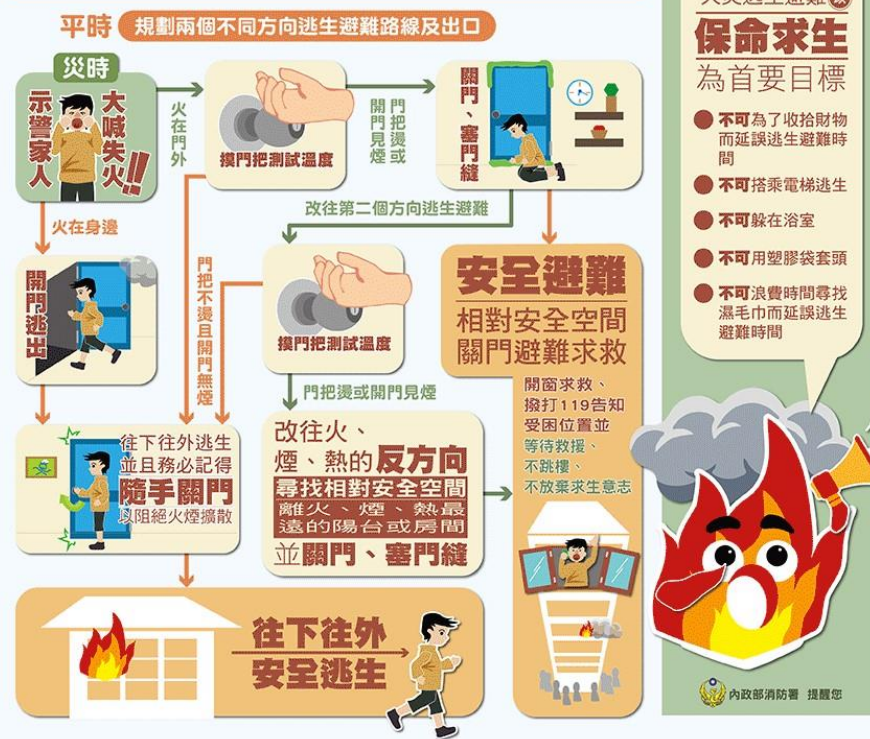 平時 規劃兩個不同方向逃生避難路線及出口
災時
大喊失火
示警家人
!!
火在門外
摸門把測試溫度
門把燙或
開門見煙
關門、塞門縫
火在身邊
開門逃出
門把不燙且開門無煙
改往第二個方向逃生避難
摸門把測試溫度
門把燙或開門見煙
安全避難
相對安全空間
關門避難求救
開窗求救、
撥打119告知
受困位置並
等待救援、
不跳樓、
不放棄求生意志
往下往外逃生
並且務必記得
隨手關門
以阻絕火煙擴散
改往火、
煙、熱的反方向
尋找相對安全空間
離火、煙、熱最
遠的陽台或房間
並關門、塞門縫
往下往外
安全逃生
保命求生
為首要目標
不可為了收拾財物
而延誤逃生避難時
間
不可搭乘電梯逃生
不可躲在浴室
不可用塑膠袋套頭
不可浪費時間尋找
濕毛巾而延誤逃生
避難時間
內政部消防署 提醒您